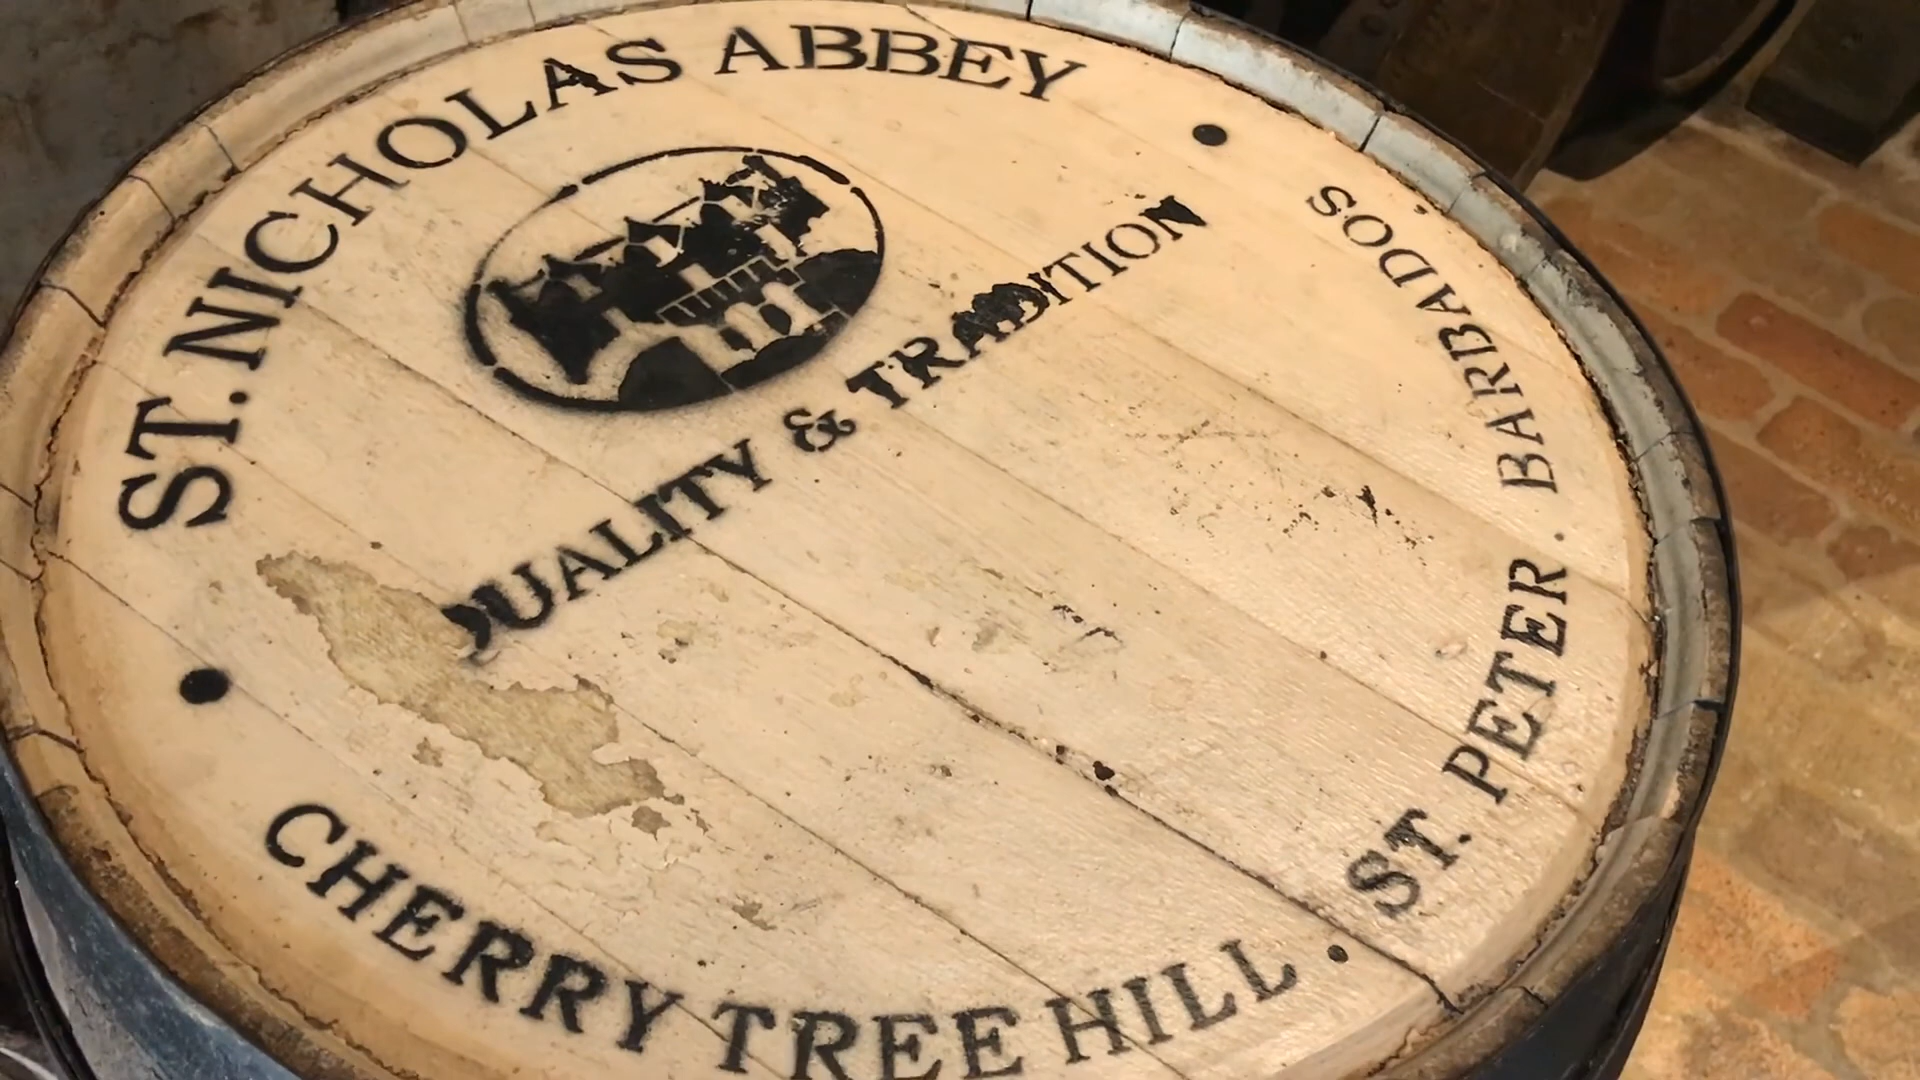 ST. NICHOLAS ABBEY
QUALITY & TRADITION
CHERRY TREE HILL . ST. PETER . BARBADOS